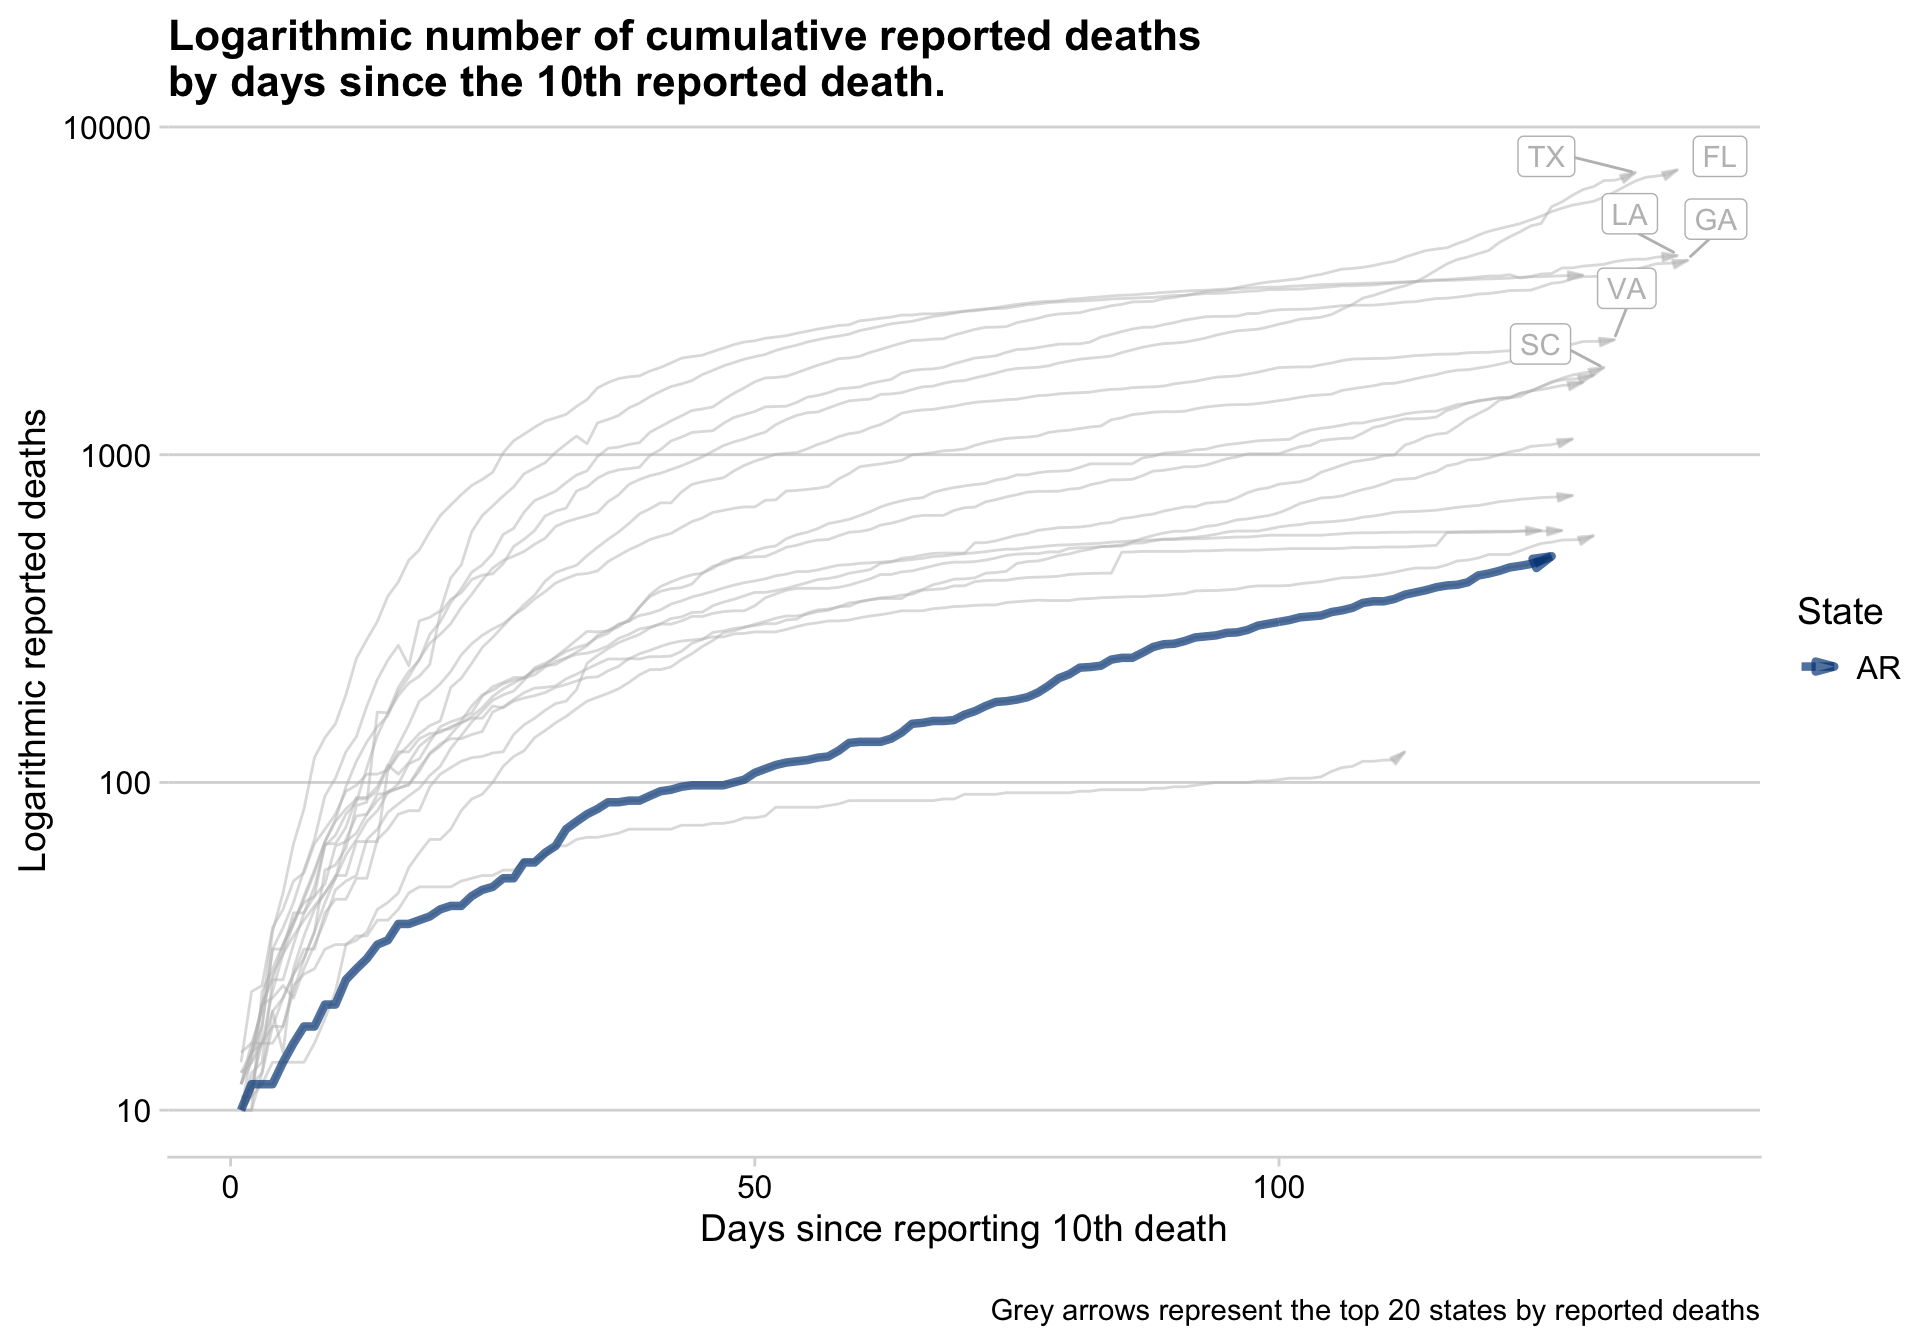 Logarithmic number of cumulative reported deaths
by days since the 10th reported death.
10000
1000
100
10
Logarithmic reported deaths
TX
FL
LA
GA
VA
SC
State
AR
0
50
100
Days since reporting 10th death
Grey arrows represent the top 20 states by reported deaths